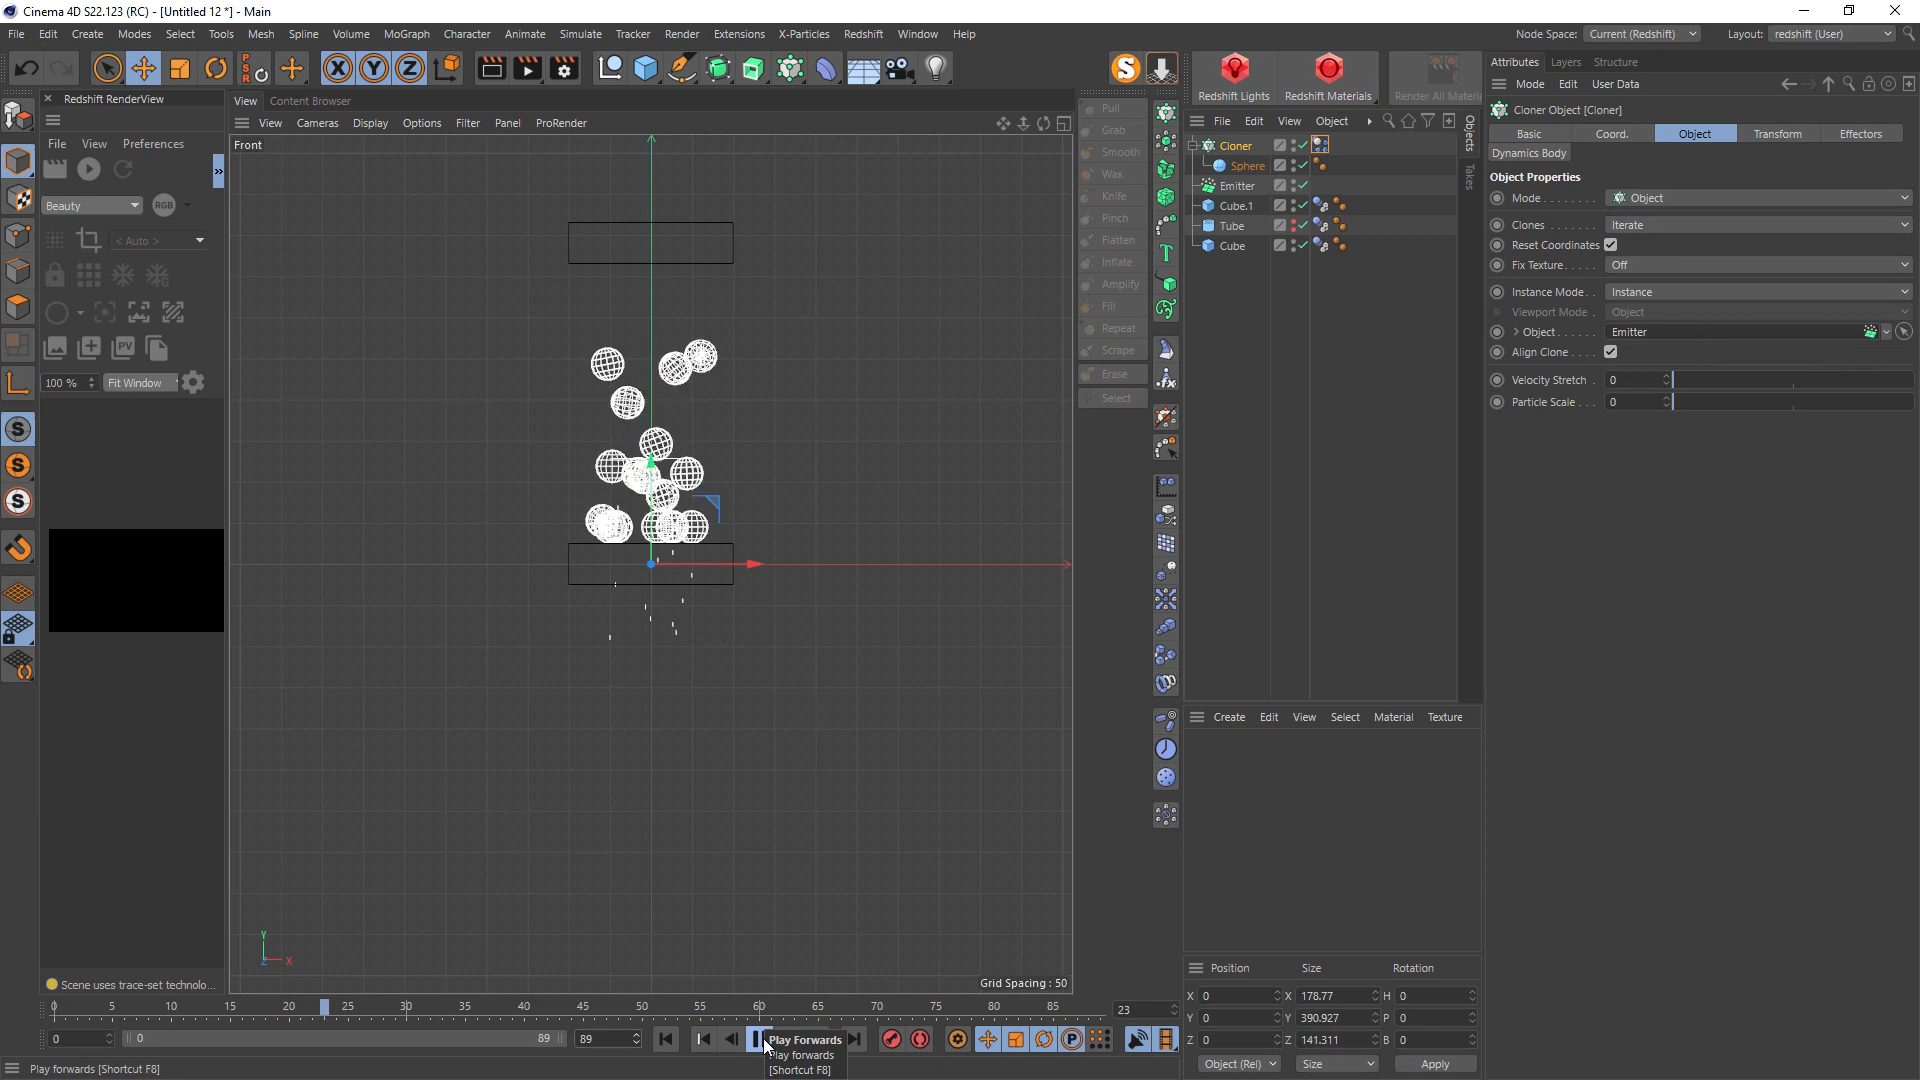 Cinema 4D S22.123 (RC) - [Untitled 12 *] - Main
File Edit Create Modes Select Tools Mesh Spline Volume MoGraph Character Animate Simulate Tracker Render Extensions X-Particles Redshift Window Help
Node Space: Current (Redshift) Layout: redshift (User)
Redshift Lights Redshift Materials Render All Materi
Redshift RenderView
File View Preferences
Beauty RGB
< Auto >
PV
100 % Fit Window
Scene uses trace-set technolo...
View Content Browser
View Cameras Display Options Filter Panel ProRender
Front
Y
Z X
Grid Spacing : 50
Pull
Grab
Smooth
Wax
Knife
Pinch
Flatten
Inflate
Amplify
Fill
Repeat
Scrape
Erase
Select
File Edit View Object
Objects
Takes
Cloner
Sphere
Emitter
Cube.1
Tube
Cube
Create Edit View Select Material Texture
Attributes Layers Structure
Mode Edit User Data
Cloner Object [Cloner]
Basic Coord. Object Transform Effectors
Dynamics Body
Object Properties
Mode Object
Clones Iterate
Reset Coordinates
Fix Texture Off
Instance Mode Instance
Viewport Mode Object
Object Emitter
Align Clone
Velocity Stretch 0
Particle Scale 0
Position Size Rotation
X 0 X 178.77 H 0
Y 0 Y 390.927 P 0
Z 0 Z 141.311 B 0
Object (Rel) Size Apply
0 5 10 15 20 25 30 35 40 45 50 55 60 65 70 75 80 85 23
0 0 89 89
Play Forwards
Play forwards
[Shortcut F8]
Play forwards [Shortcut F8]